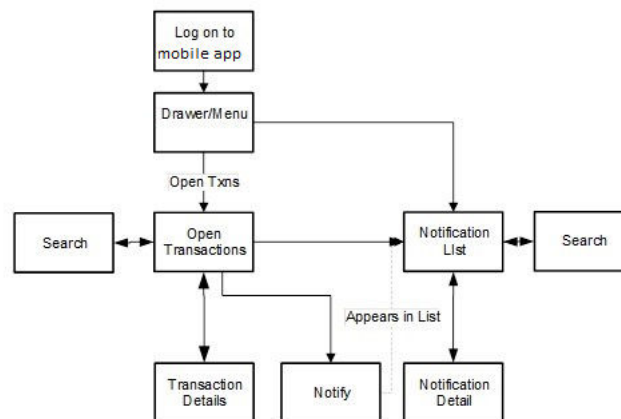 Log on to
mobile app
Drawer/Menu
Open Txns
Search
Open
Transactions
Notification
LIst
Search
Appears in List
Transaction
Details
Notify
Notification
Detail